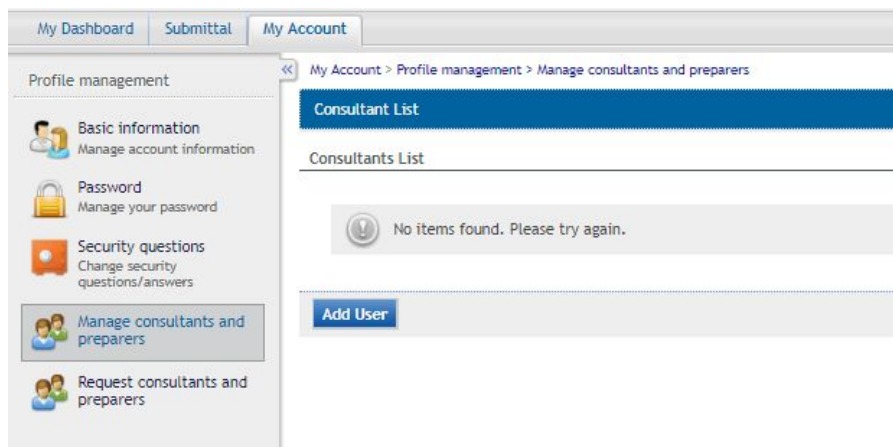 My Dashboard
Submittal
My Account
Profile management
Basic information
Manage account information
Password
Manage your password
Security questions
Change security
questions/answers
Manage consultants and
preparers
Request consultants and
preparers
«
My Account > Profile management > Manage consultants and preparers
Consultant List
Consultants List
No items found. Please try again.
Add User